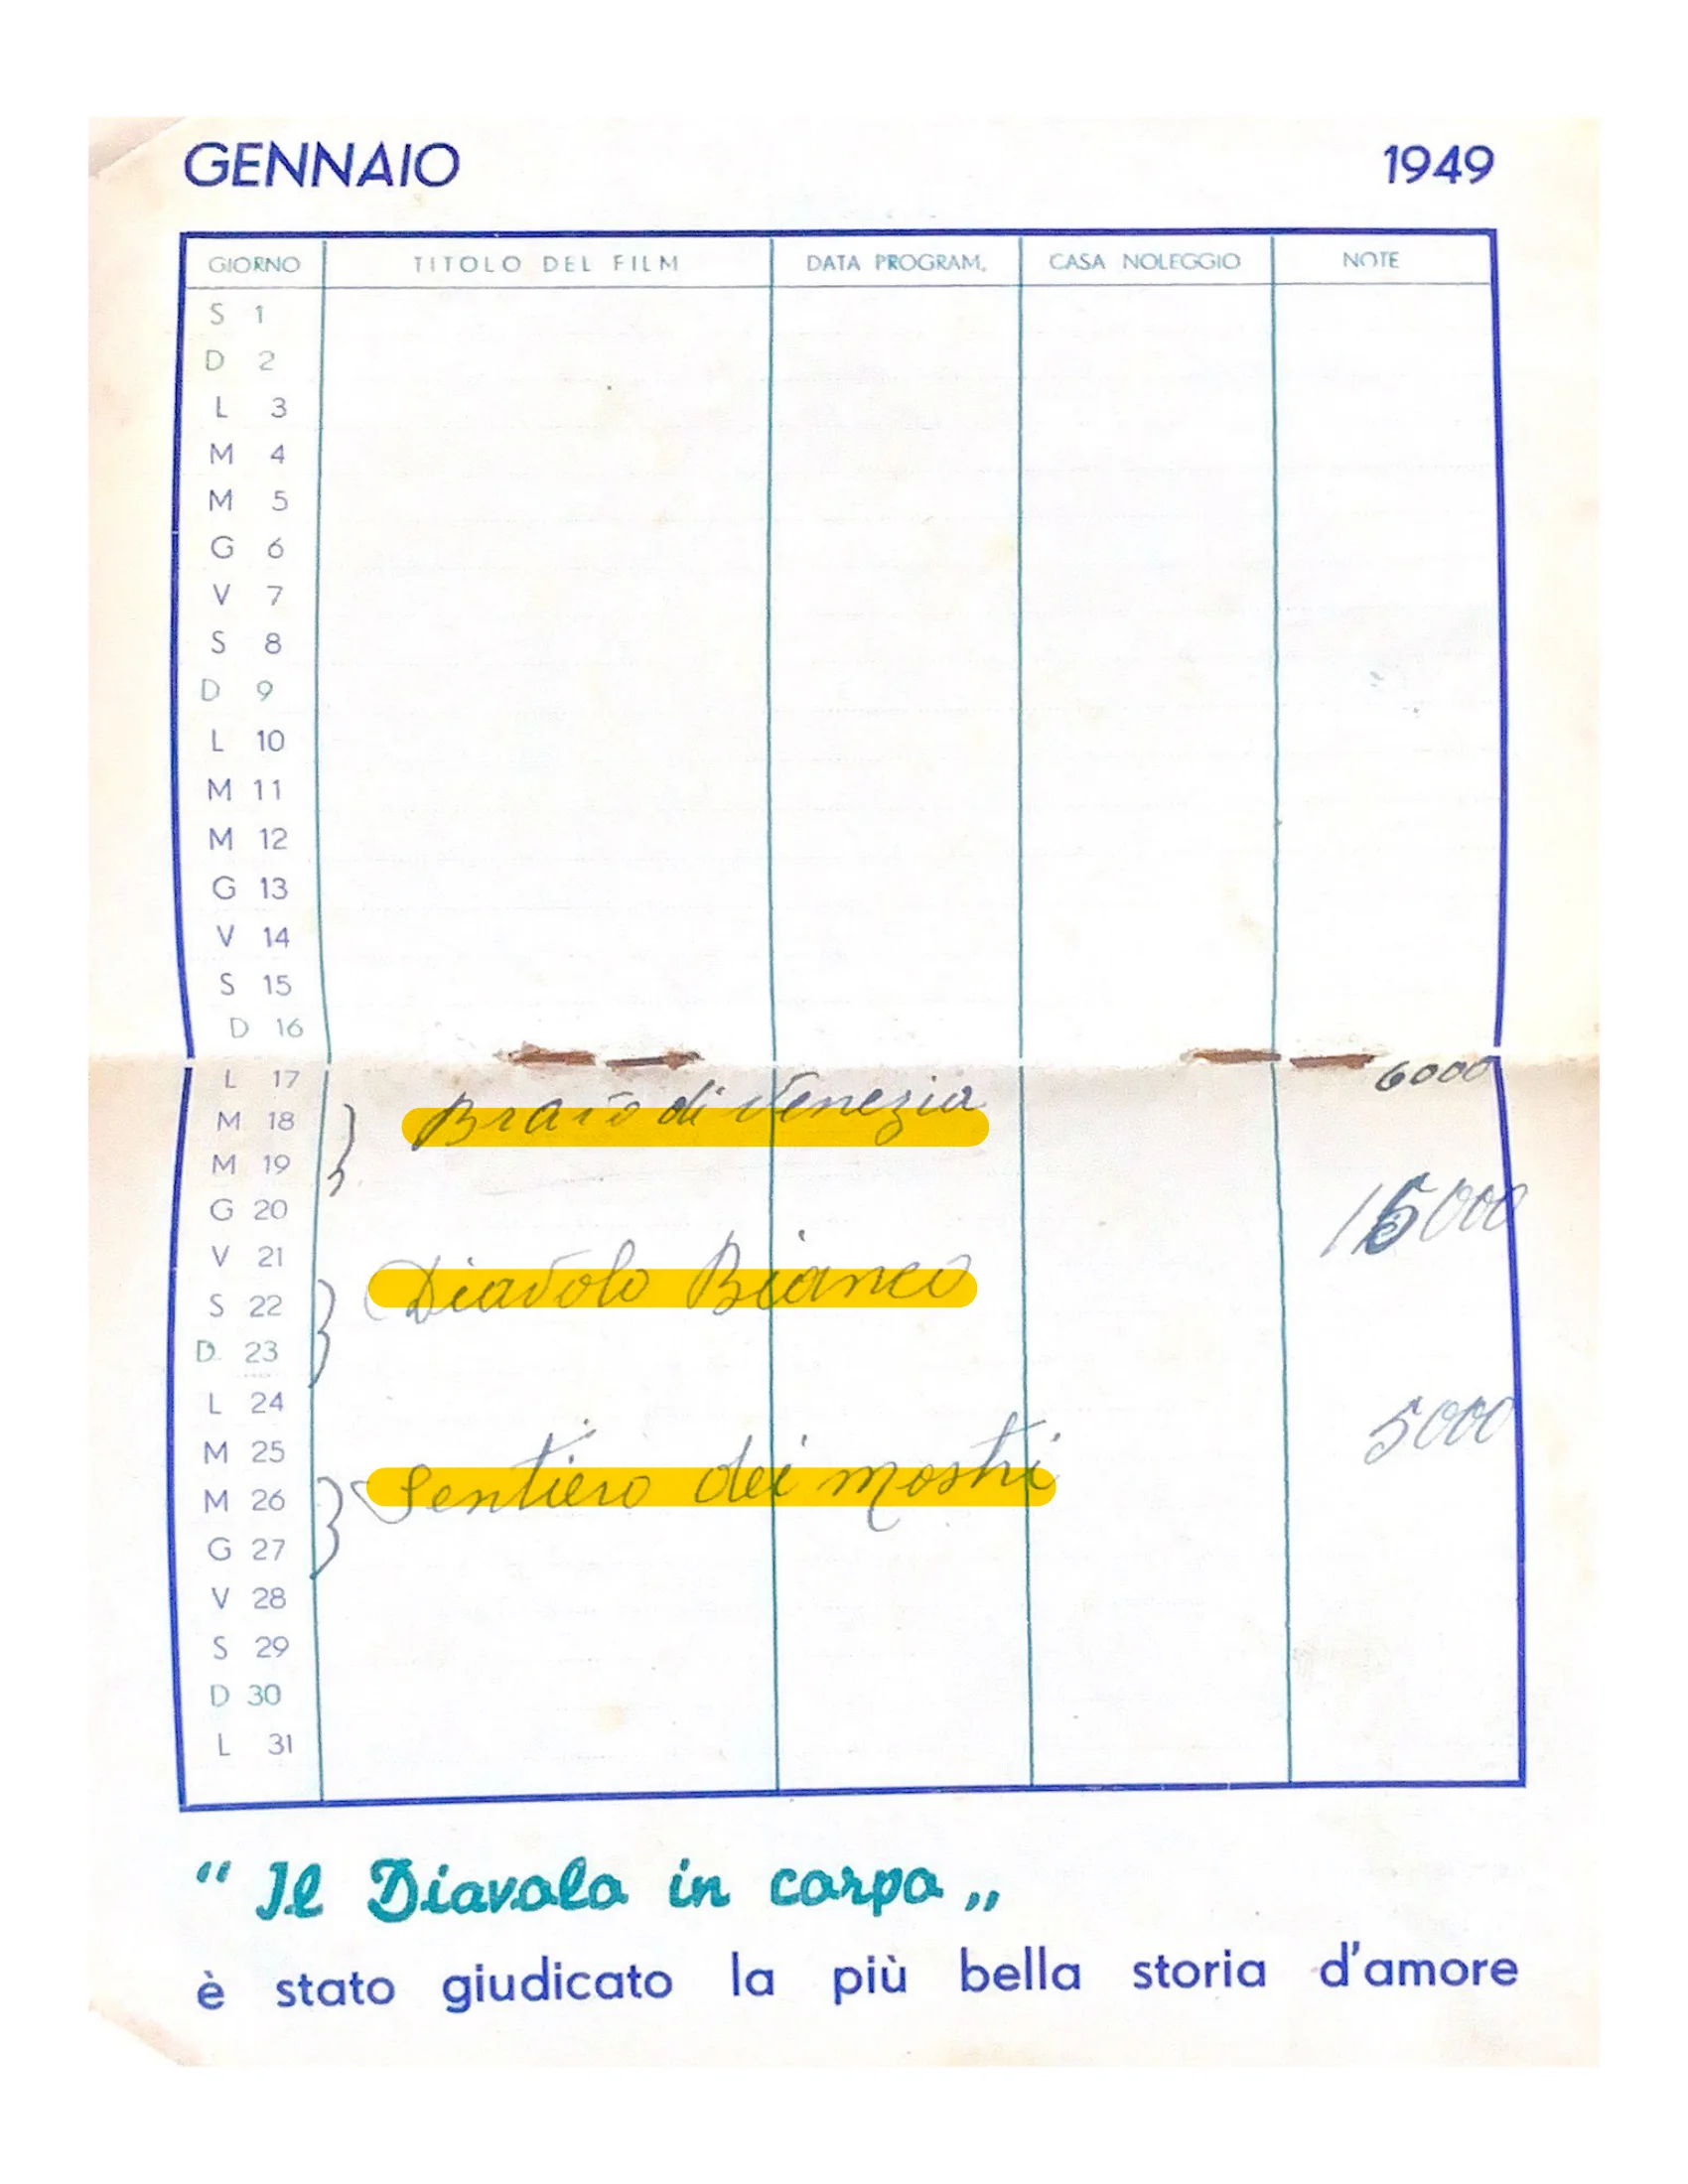 GENNAIO 1949
GIORNO TITOLO DEL FILM DATA PROGRAM. CASA NOLEGGIO NOTE
S 1
D 2
L 3
M 4
M 5
G 6
V 7
S 8
D 9
L 10
M 11
M 12
G 13
V 14
S 15
D 16
L 17 6000
M 18 Bravo di Venezia
M 19
G 20 15000
V 21
S 22 Diavolo Bianco
D 23
L 24 5000
M 25
M 26 Sentiero dei mostri
G 27
V 28
S 29
D 30
L 31
“ Il Diavolo in corpo „
è stato giudicato la più bella storia d'amore